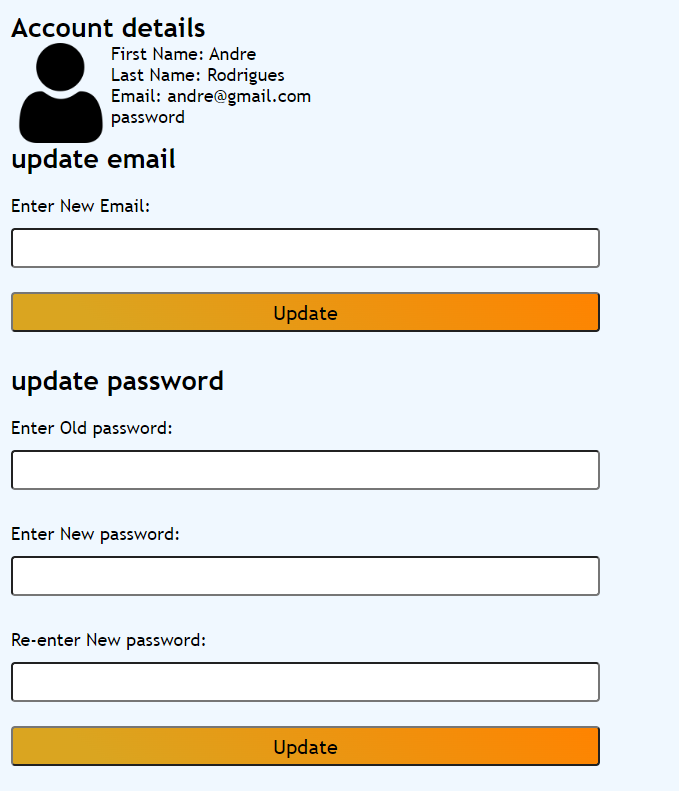 Account details
First Name: Andre
Last Name: Rodrigues
Email: andre@gmail.com
password
update email
Enter New Email:
Update
update password
Enter Old password:
Enter New password:
Re-enter New password:
Update